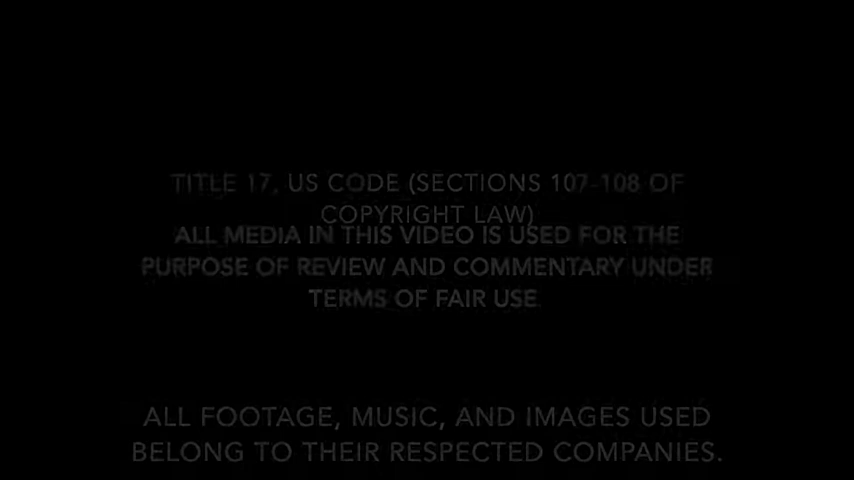 TITLE 17, US CODE (SECTIONS 107-108 OF
COPYRIGHT LAW)
ALL MEDIA IN THIS VIDEO IS USED FOR THE
PURPOSE OF REVIEW AND COMMENTARY UNDER
TERMS OF FAIR USE.
ALL FOOTAGE, MUSIC, AND IMAGES USED
BELONG TO THEIR RESPECTED COMPANIES.